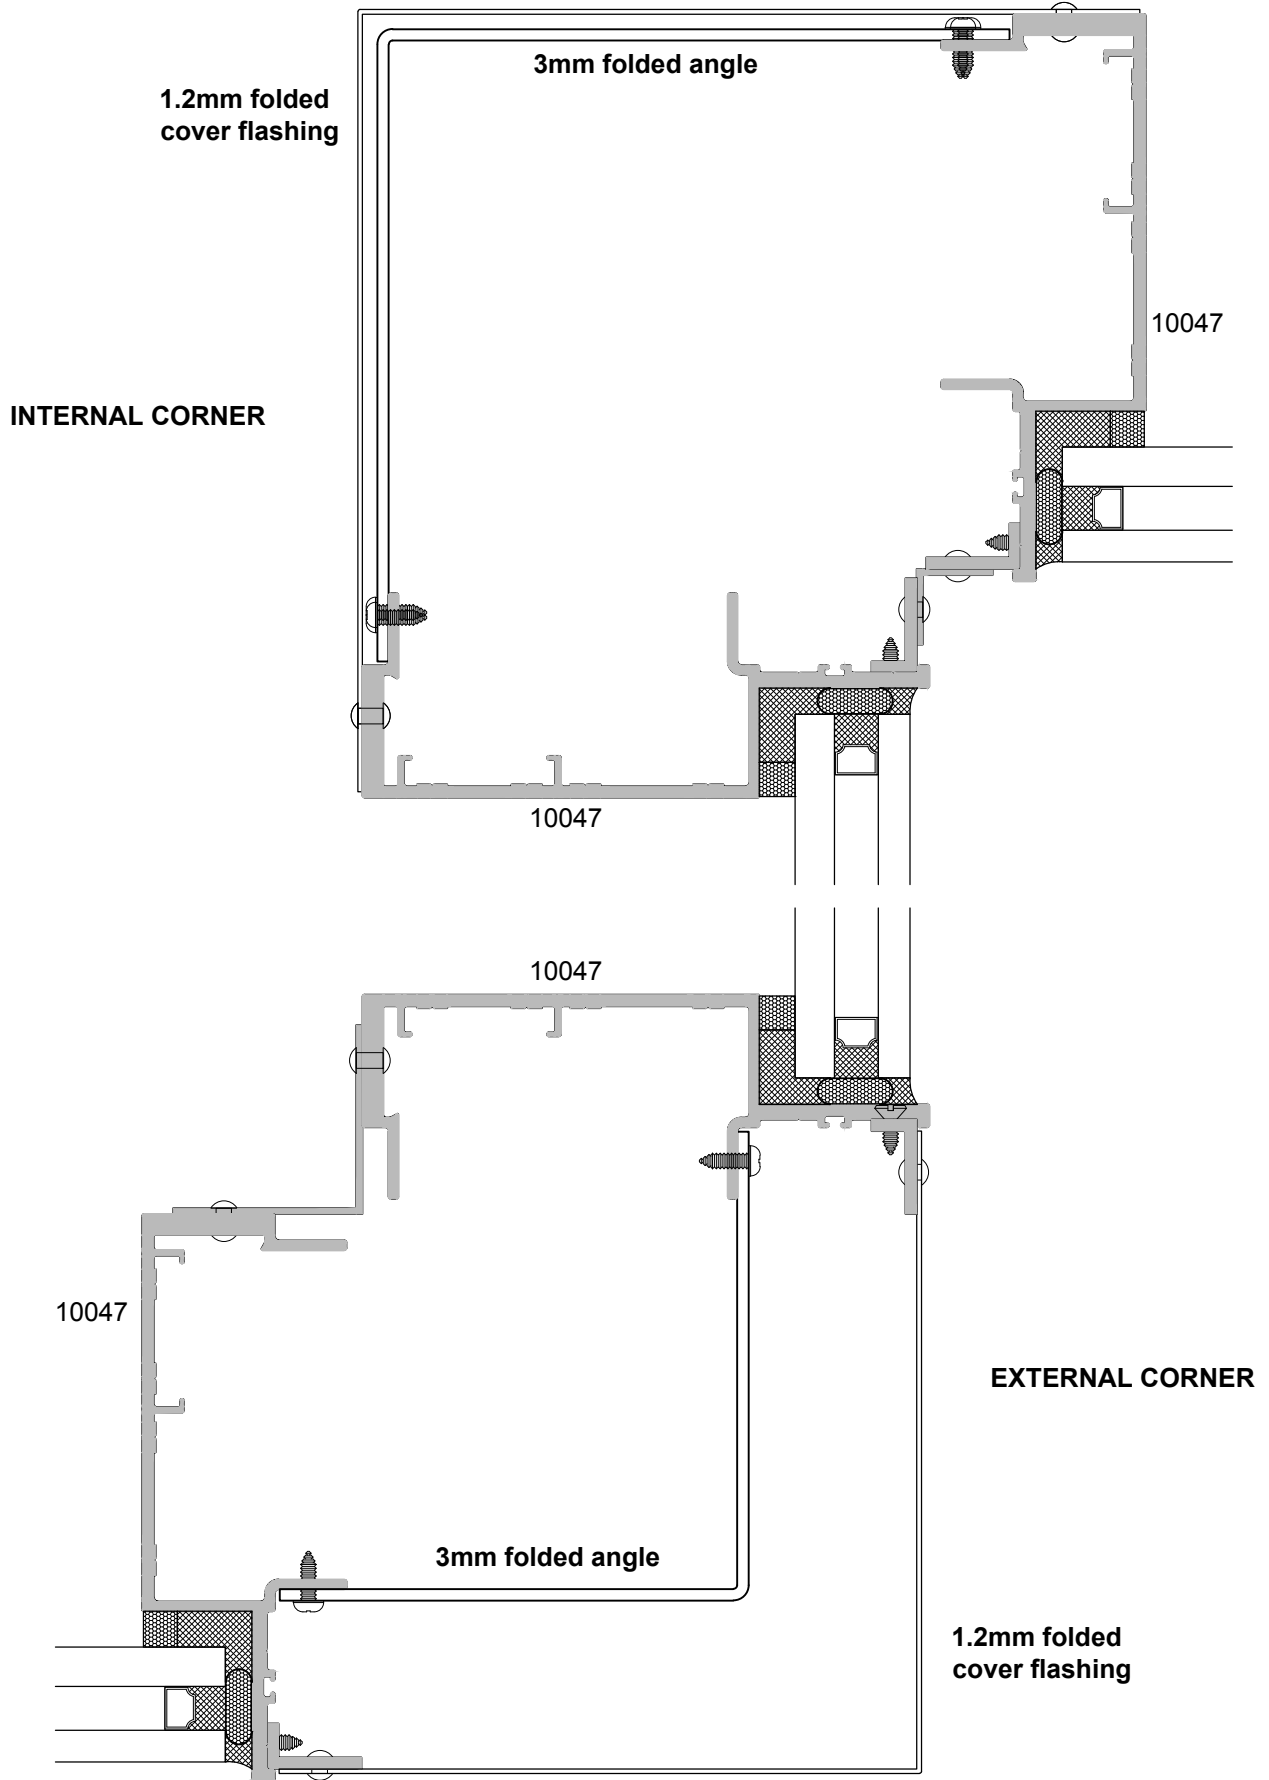 3mm folded angle
1.2mm folded
cover flashing
10047
INTERNAL CORNER
10047
10047
10047
EXTERNAL CORNER
3mm folded angle
1.2mm folded
cover flashing